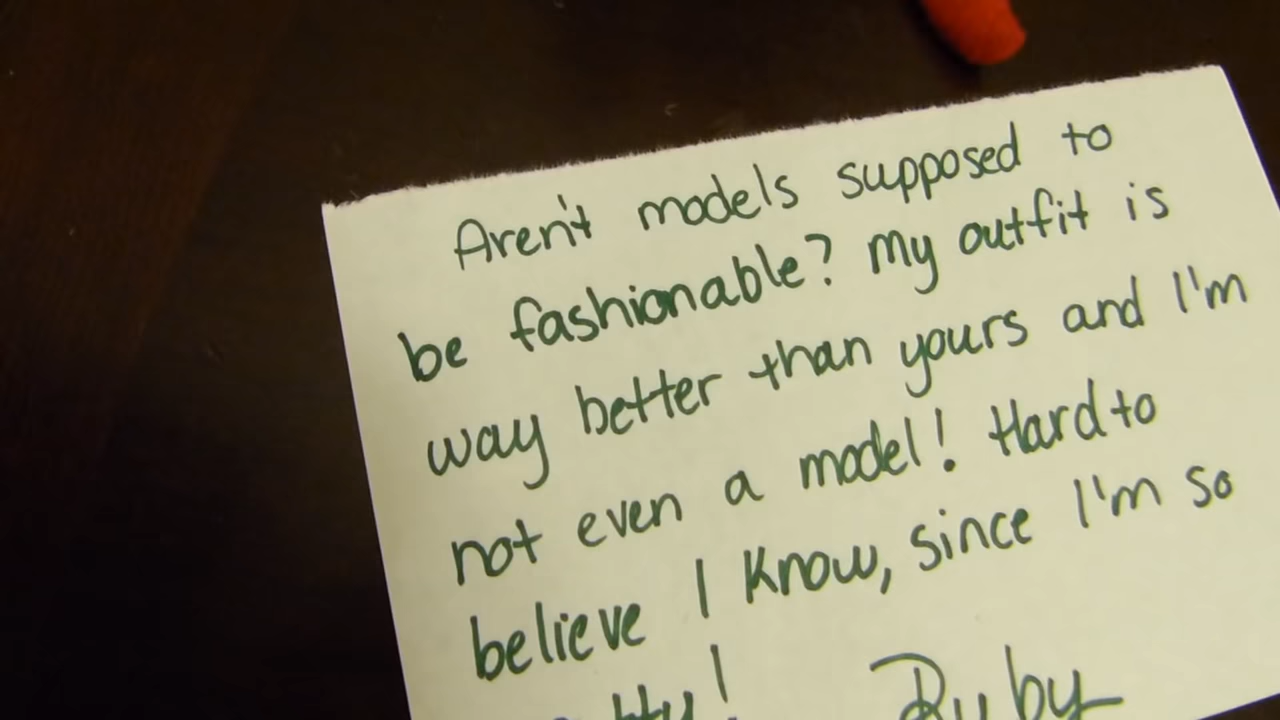 Aren't models supposed to
be fashionable? My outfit is
way better than yours and I'm
not even a model! Hard to
believe I know, since I'm so
Ruby